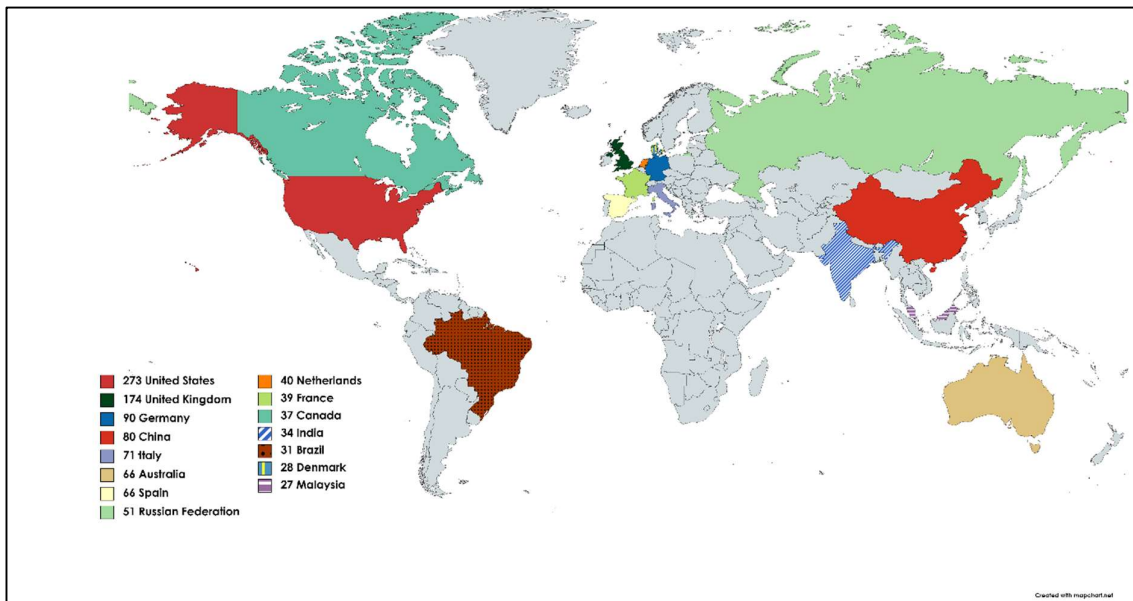 273 United States
174 United Kingdom
90 Germany
80 China
71 Italy
66 Australia
66 Spain
51 Russian Federation
40 Netherlands
39 France
37 Canada
34 India
31 Brazil
28 Denmark
27 Malaysia
Created with mapchart.net